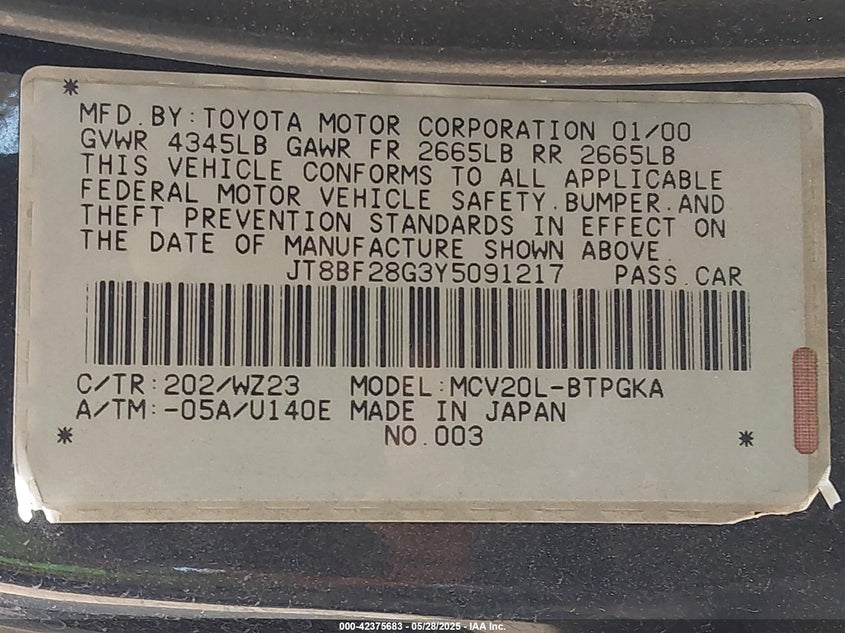 MFD.BY:TOYOTA MOTOR CORPORATION 01/00
GVWR 4345LB GAWR FR 2665LB RR 2665LB
THIS VEHICLE CONFORMS TO ALL APPLICABLE
FEDERAL MOTOR VEHICLE SAFETY.BUMPER.AND
THEFT PREVENTION STANDARDS IN EFFECT ON
THE DATE OF MANUFACTURE SHOWN ABOVE.
JT8BF28G3Y5091217 PASS.CAR
C/TR:202/WZ23 MODEL:MCV20L-BTPGKA
A/TM:-05A/U140E MADE IN JAPAN
NO.003
000-42375683 - 05/28/2025 - IAA Inc.